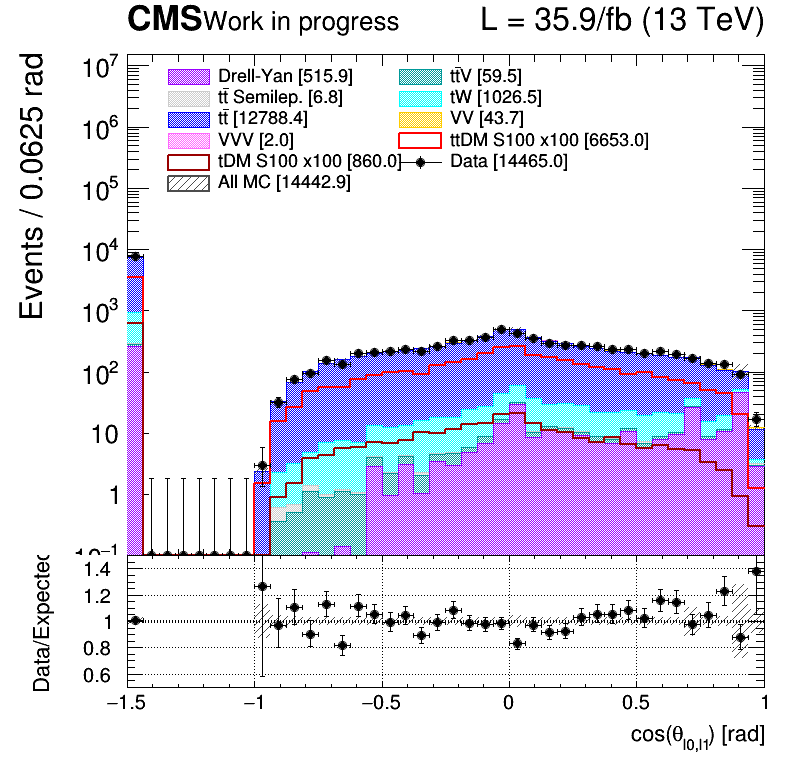 CMS Work in progress L = 35.9/fb (13 TeV)
Events / 0.0625 rad
10⁷
10⁶
10⁵
10⁴
10³
10²
10
1
10⁻¹
Drell-Yan [515.9]
tt̄V [59.5]
tt̄ Semilep. [6.8]
tW [1026.5]
tt̄ [12788.4]
VV [43.7]
VVV [2.0]
ttDM S100 x100 [6653.0]
tDM S100 x100 [860.0]
Data [14465.0]
All MC [14442.9]
Data/Expected
1.4
1.2
1
0.8
0.6
−1.5 −1 −0.5 0 0.5 1
cos(θ_l0,l1) [rad]